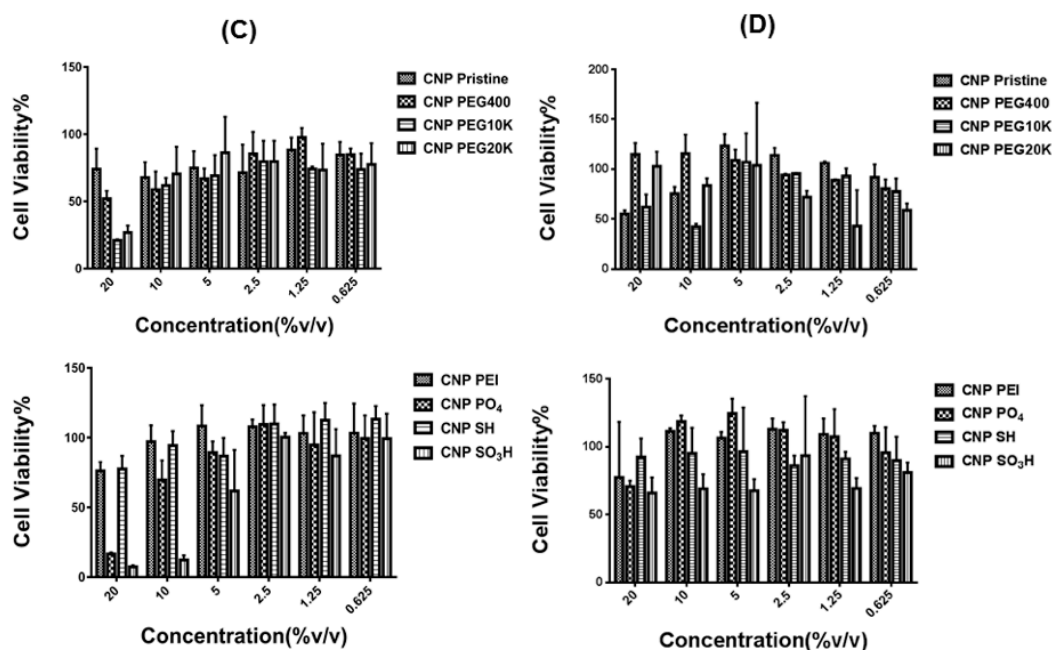 (C)
150
100
50
0
Cell Viability%
20
10
5
2.5
1.25
0.625
Concentration(%v/v)
CNP Pristine
CNP PEG400
CNP PEG10K
CNP PEG20K
(D)
200
150
100
50
0
Cell Viability%
20
10
5
2.5
1.25
0.625
Concentration(%v/v)
CNP Pristine
CNP PEG400
CNP PEG10K
CNP PEG20K
150
100
50
0
Cell Viability%
20
10
5
2.5
1.25
0.625
Concentration(%v/v)
CNP PEI
CNP PO₄
CNP SH
CNP SO₃H
150
100
50
0
Cell Viability%
20
10
5
2.5
1.25
0.625
Concentration(%v/v)
CNP PEI
CNP PO₄
CNP SH
CNP SO₃H